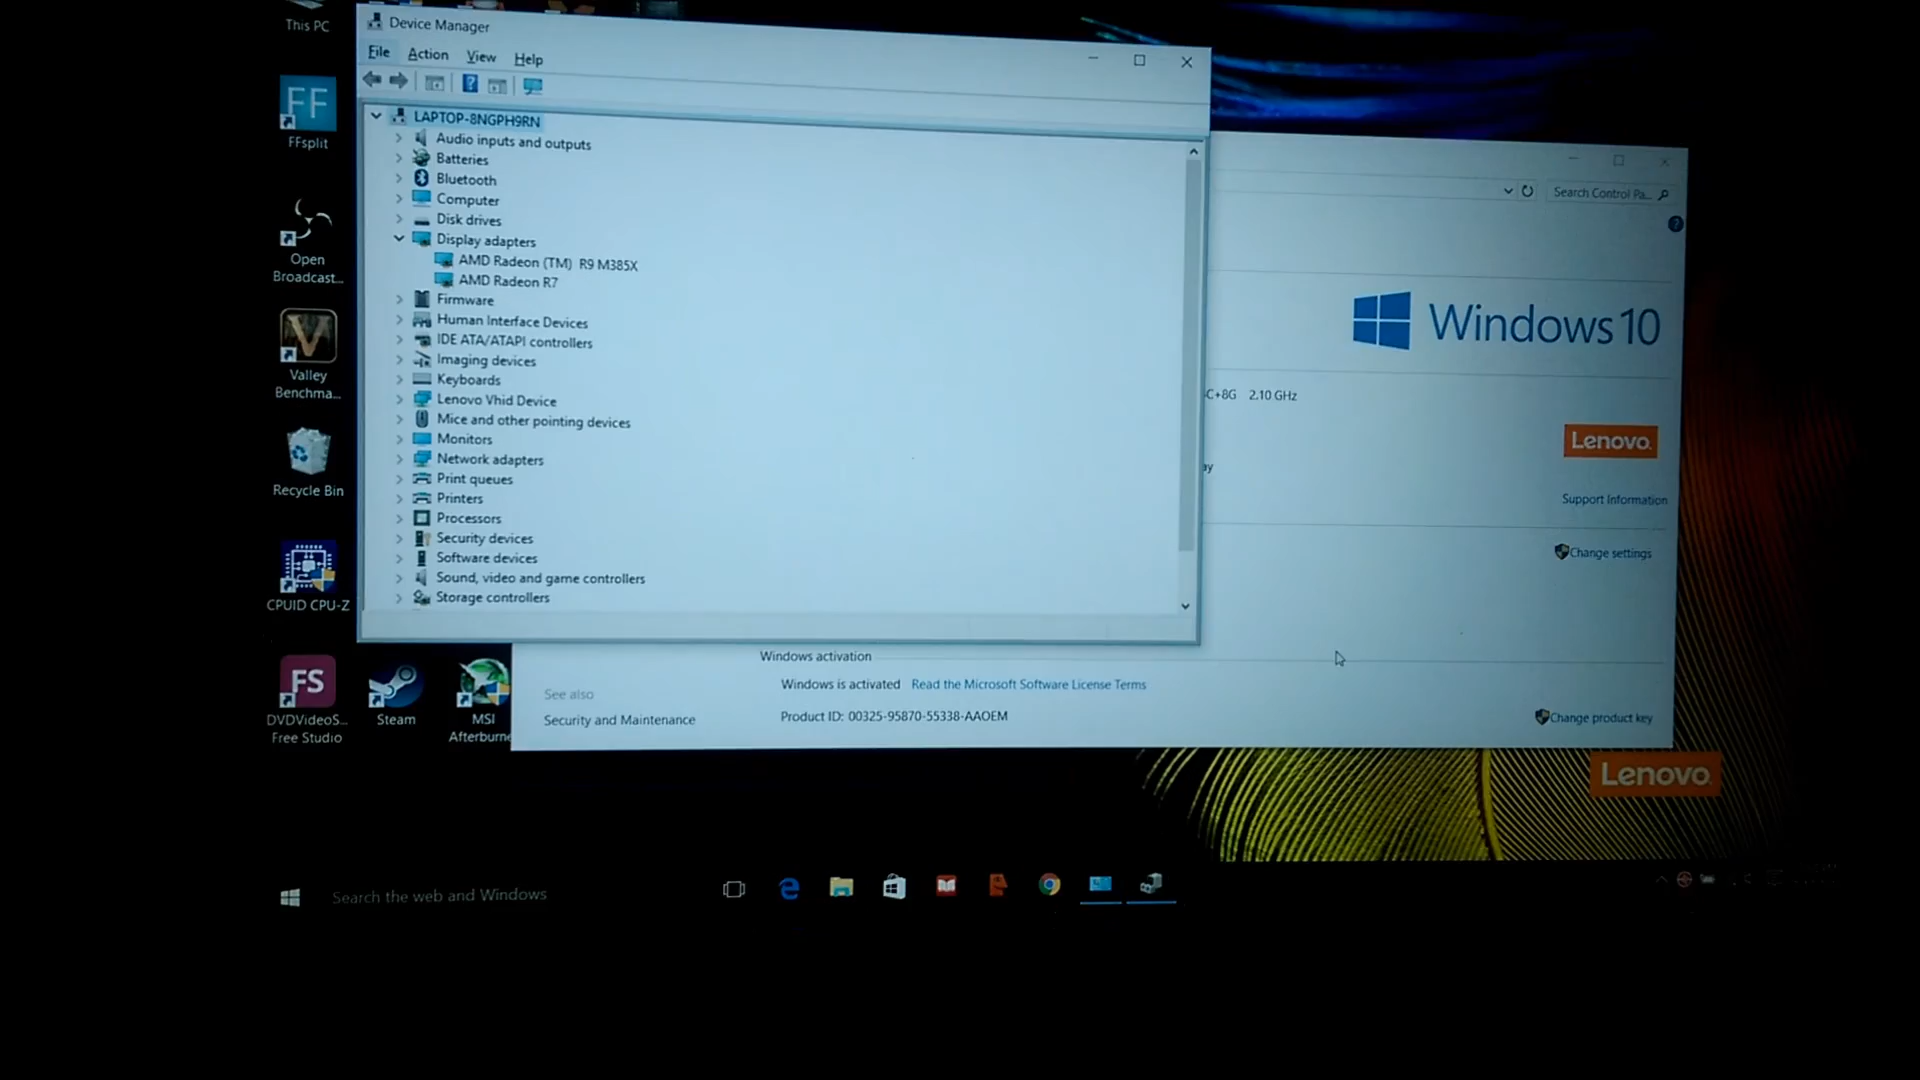 This PC
FF
FFsplit
Open
Broadcast...
V
Valley
Benchma...
Recycle Bin
CPUID CPU-Z
FS
DVDVideoS...
Free Studio
Steam
MSI
Afterburne
Device Manager
File Action View Help
LAPTOP-8NGPH9RN
Audio inputs and outputs
Batteries
Bluetooth
Computer
Disk drives
Display adapters
AMD Radeon (TM) R9 M385X
AMD Radeon R7
Firmware
Human Interface Devices
IDE ATA/ATAPI controllers
Imaging devices
Keyboards
Lenovo Vhid Device
Mice and other pointing devices
Monitors
Network adapters
Print queues
Printers
Processors
Security devices
Software devices
Sound, video and game controllers
Storage controllers
Search Control Pa...
Windows 10
C+8G 2.10 GHz
Lenovo
ay
Support Information
Change settings
Windows activation
Windows is activated Read the Microsoft Software License Terms
Product ID: 00325-95870-55338-AAOEM
See also
Security and Maintenance
Change product key
Lenovo
Search the web and Windows